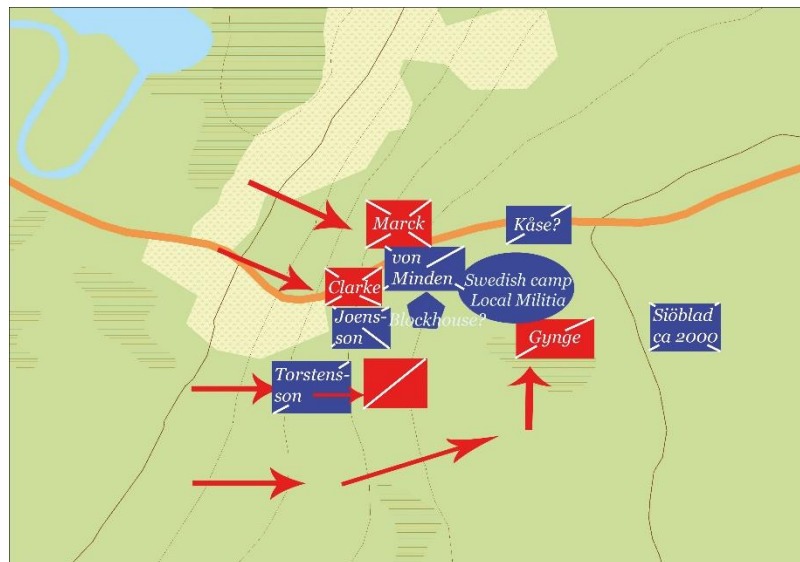 Marck
Kåse?
von
Minden
Swedish camp
Local Militia
Clarke
Joens-
son
Blockhouse?
Siöblad
ca 2000
Gynge
Torstens-
son